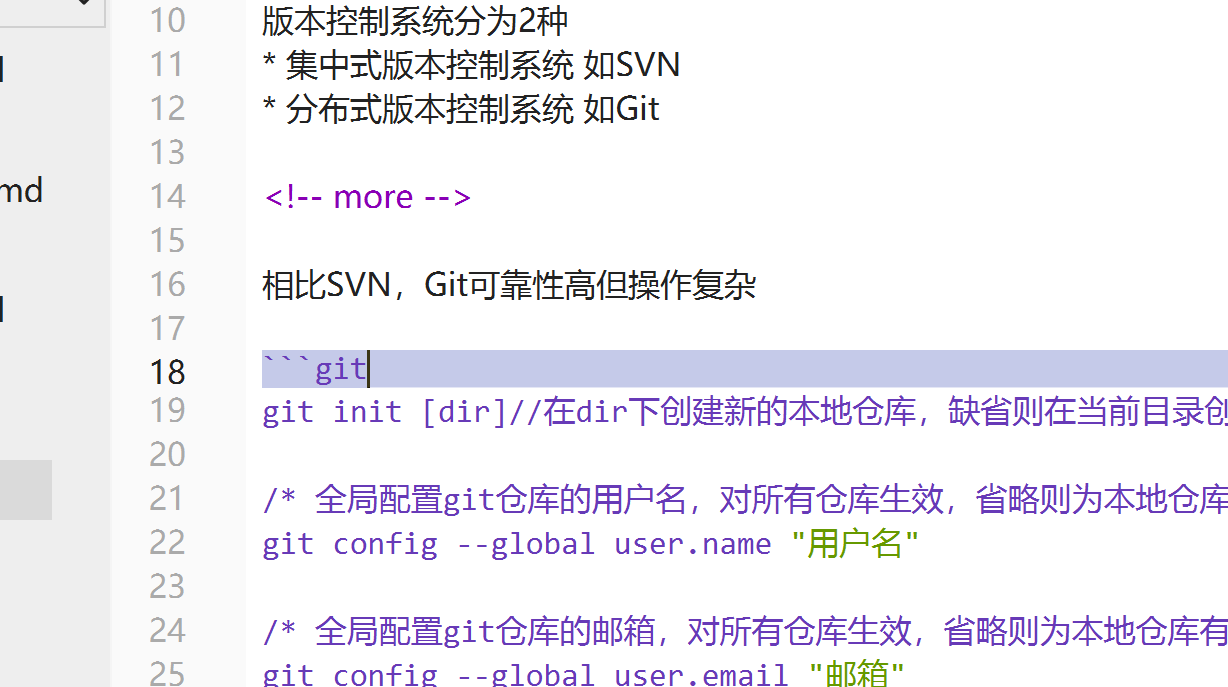 10 版本控制系统分为2种
11 * 集中式版本控制系统 如SVN
12 * 分布式版本控制系统 如Git
13
md
14 <!-- more -->
15
16 相比SVN，Git可靠性高但操作复杂
17
18 ```git
19 git init [dir]//在dir下创建新的本地仓库，缺省则在当前目录创
20
21 /* 全局配置git仓库的用户名，对所有仓库生效，省略则为本地仓库
22 git config --global user.name "用户名"
23
24 /* 全局配置git仓库的邮箱，对所有仓库生效，省略则为本地仓库有
25 git config --global user.email "邮箱"